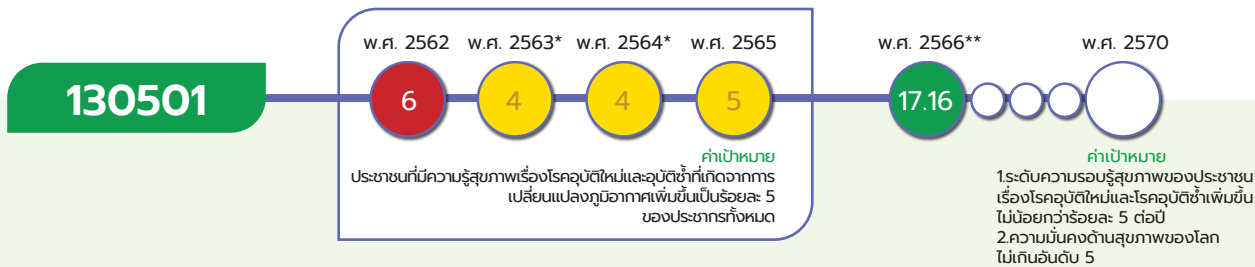 พ.ศ. 2562 พ.ศ. 2563* พ.ศ. 2564* พ.ศ. 2565 พ.ศ. 2566** พ.ศ. 2570
130501 6 4 4 5 17.16
ค่าเป้าหมาย
ประชาชนที่มีความรู้สุขภาพเรื่องโรคอุบัติใหม่และอุบัติซ้ำที่เกิดจากการ
เปลี่ยนแปลงภูมิอากาศเพิ่มขึ้นเป็นร้อยละ 5
ของประชากรทั้งหมด
ค่าเป้าหมาย
1.ระดับความรอบรู้สุขภาพของประชาชน
เรื่องโรคอุบัติใหม่และโรคอุบัติซ้ำเพิ่มขึ้น
ไม่น้อยกว่าร้อยละ 5 ต่อปี
2.ความมั่นคงด้านสุขภาพของโลก
ไม่เกินอันดับ 5